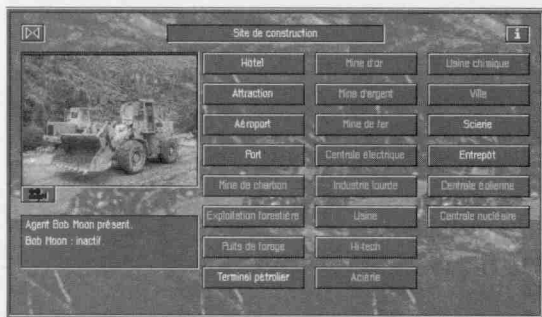 Site de construction
i
Hôtel
Mine d'or
Usine chimique
Attraction
Mine d'argent
Ville
Aéroport
Mine de fer
Scierie
Port
Centrale électrique
Entrepôt
Mine de charbon
Industrie lourde
Centrale éolienne
Exploitation forestière
Usine
Centrale nucléaire
Puits de forage
Hi-tech
Terminal pétrolier
Aciérie
Agent Bob Moon présent.
Bob Moon : inactif